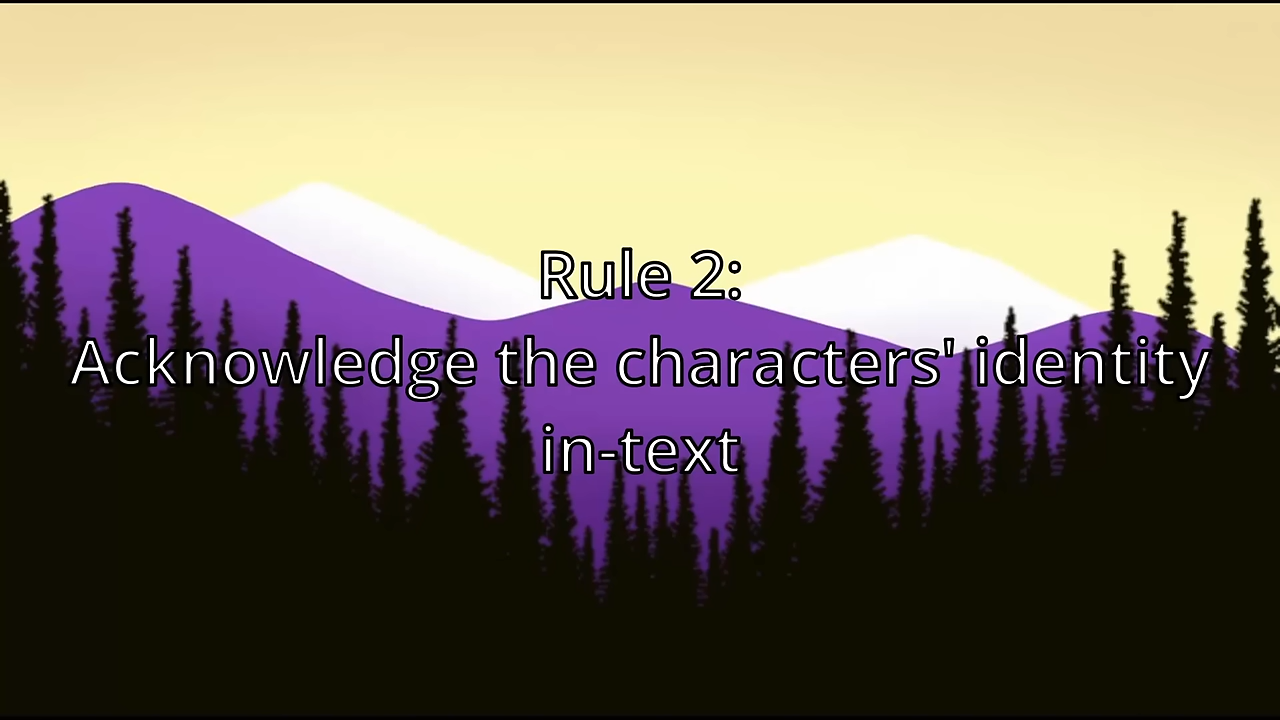 Rule 2:
Acknowledge the characters' identity
in-text